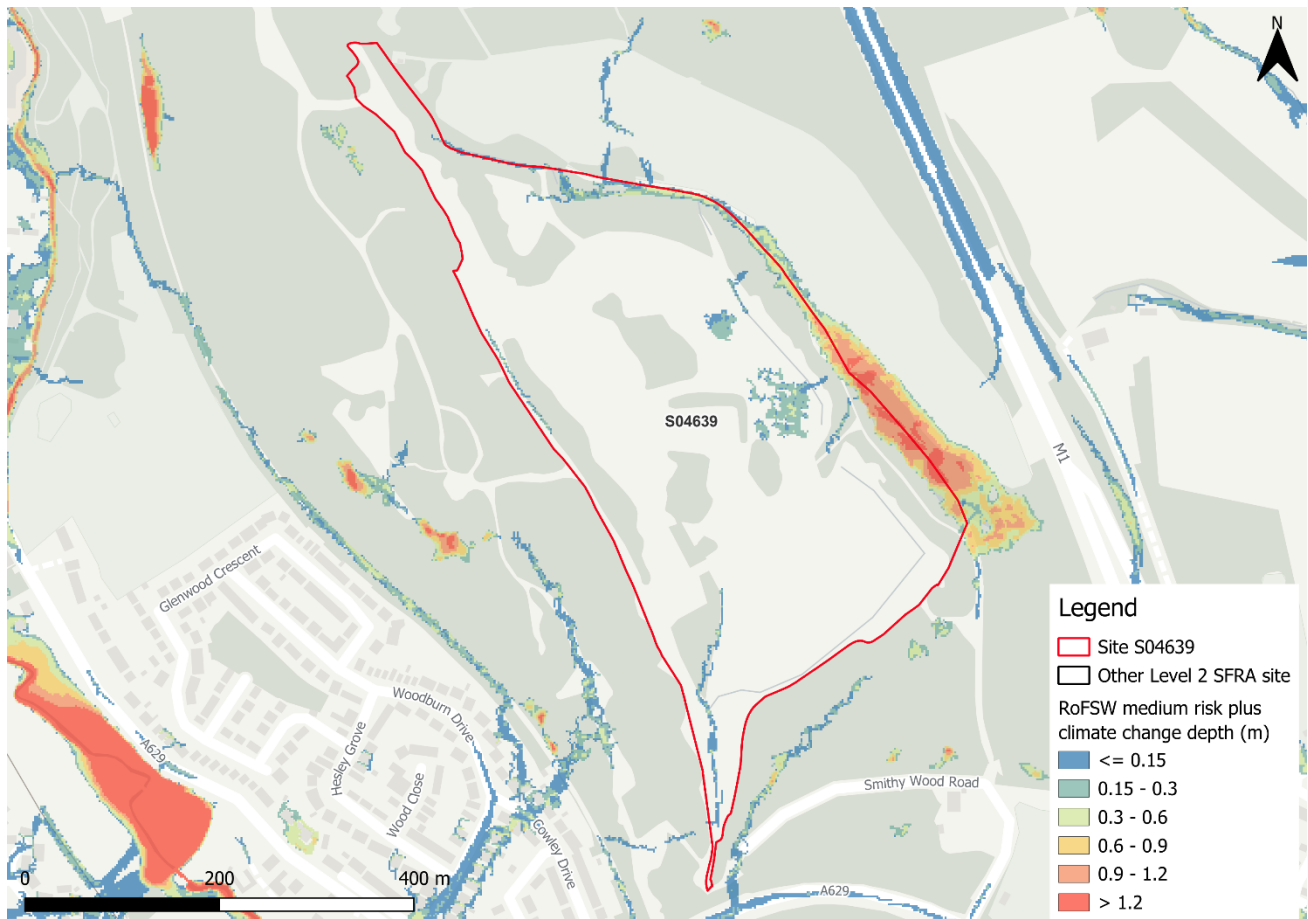 N
M1
S04639
Glenwood Crescent
Woodburn Drive
Hesley Grove
Wood Close
Cowley Drive
A629
Smithy Wood Road
A629
0 200 400 m
Legend
Site S04639
Other Level 2 SFRA site
RoFSW medium risk plus
climate change depth (m)
<= 0.15
0.15 - 0.3
0.3 - 0.6
0.6 - 0.9
0.9 - 1.2
> 1.2